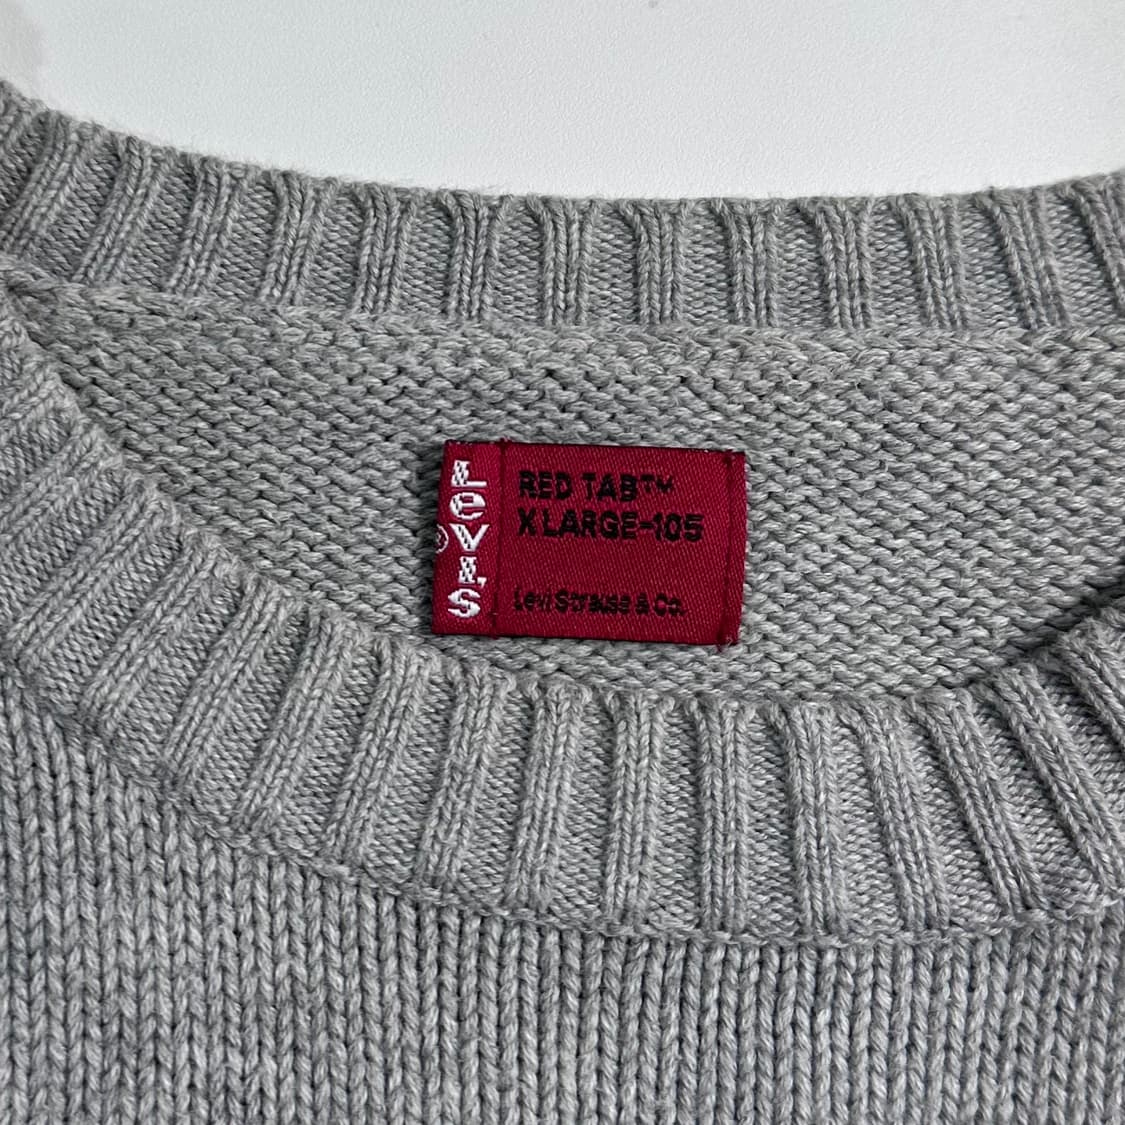 LEVI'S
®
RED TAB™
X LARGE-105
Levi Strauss & Co.